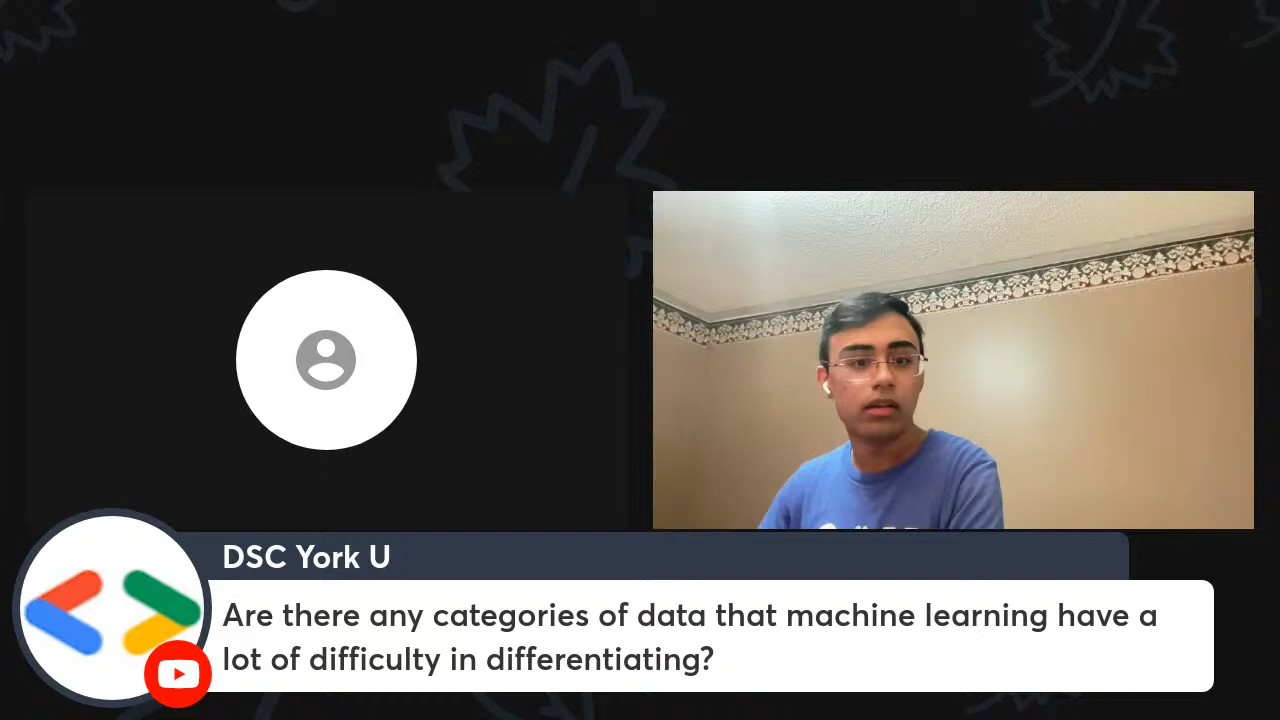 DSC York U
Are there any categories of data that machine learning have a
lot of difficulty in differentiating?